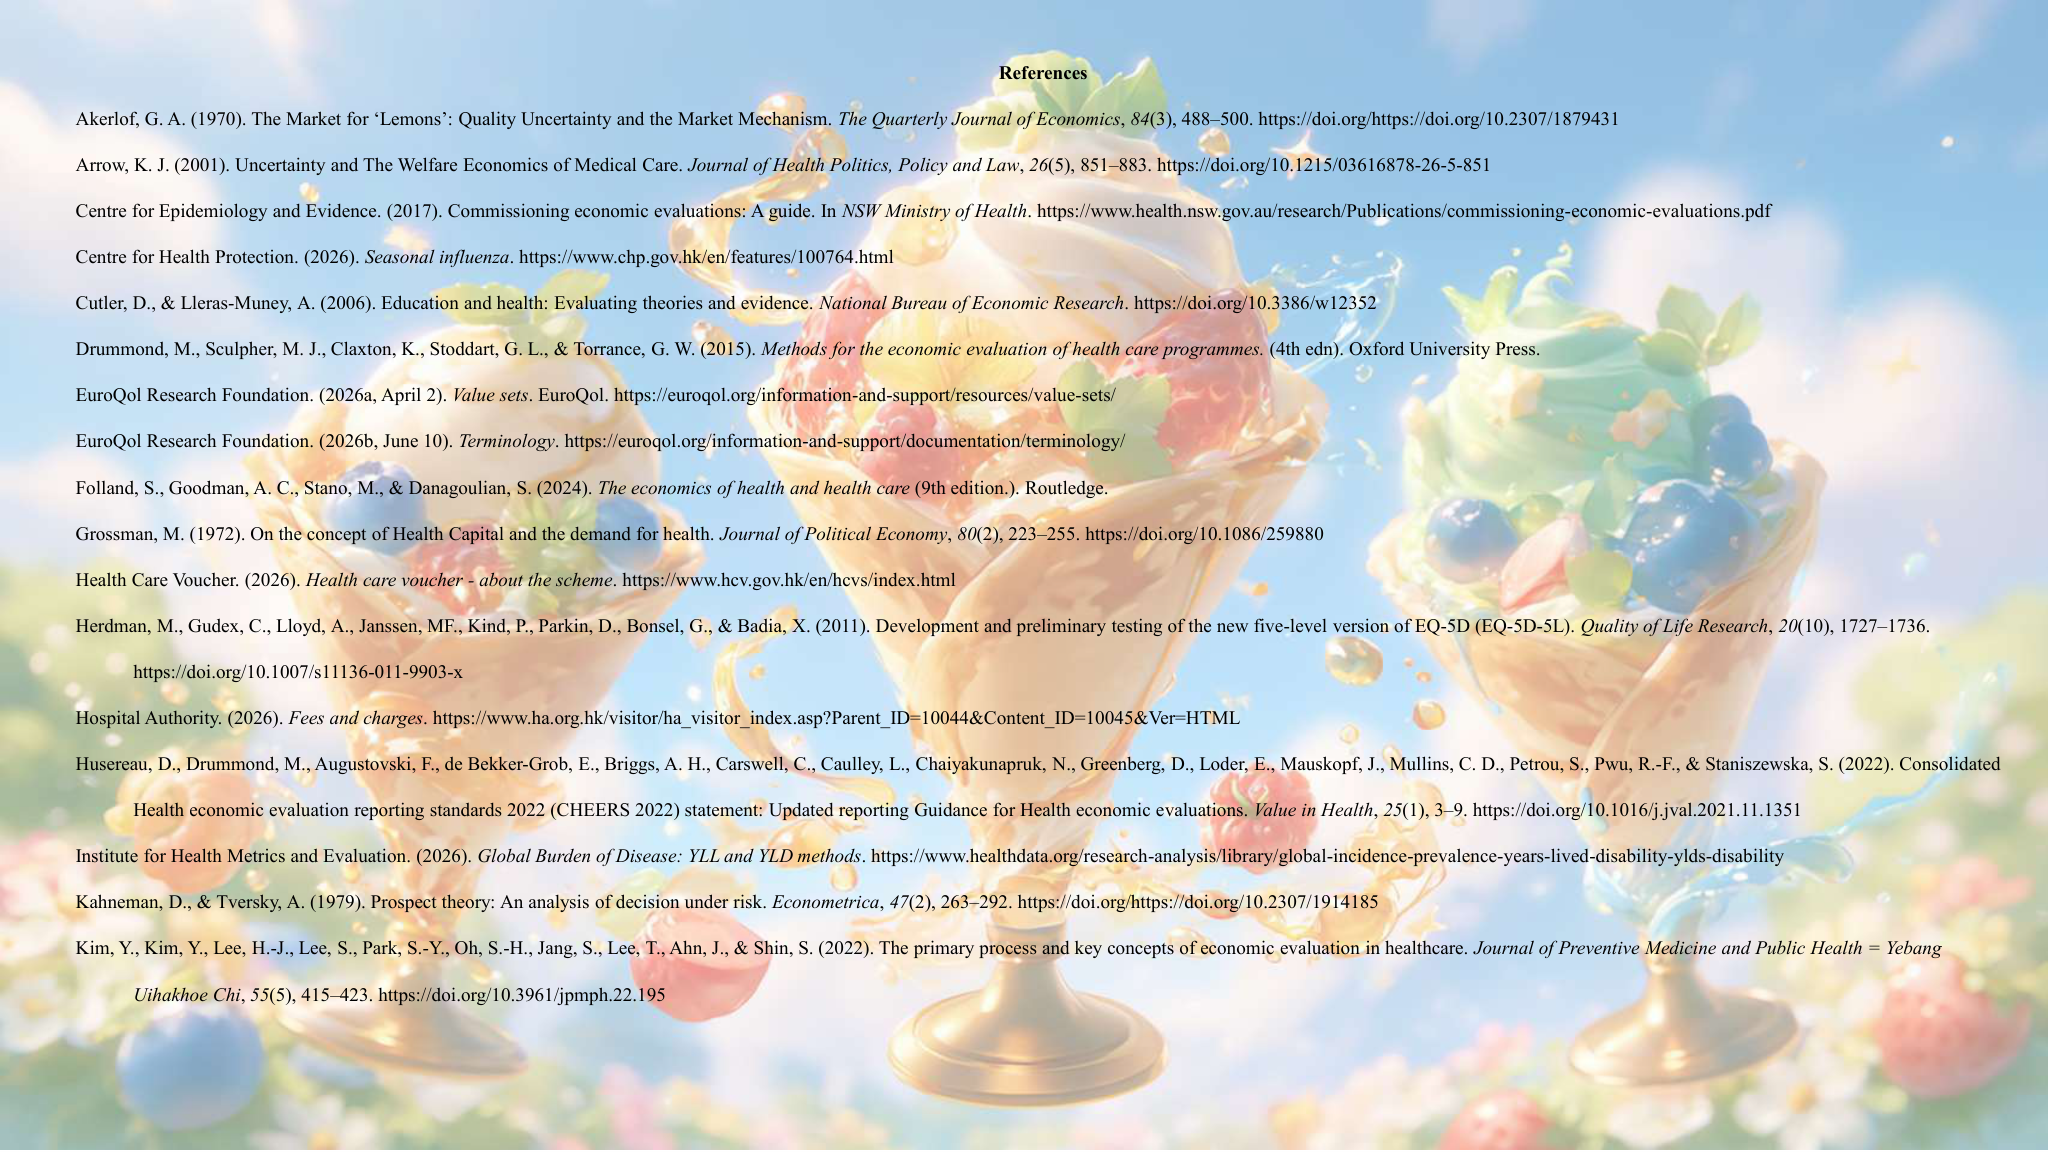 References
Akerlof, G. A. (1970). The Market for ‘Lemons’: Quality Uncertainty and the Market Mechanism. The Quarterly Journal of Economics, 84(3), 488–500. https://doi.org/https://doi.org/10.2307/1879431
Arrow, K. J. (2001). Uncertainty and The Welfare Economics of Medical Care. Journal of Health Politics, Policy and Law, 26(5), 851–883. https://doi.org/10.1215/03616878-26-5-851
Centre for Epidemiology and Evidence. (2017). Commissioning economic evaluations: A guide. In NSW Ministry of Health. https://www.health.nsw.gov.au/research/Publications/commissioning-economic-evaluations.pdf
Centre for Health Protection. (2026). Seasonal influenza. https://www.chp.gov.hk/en/features/100764.html
Cutler, D., & Lleras-Muney, A. (2006). Education and health: Evaluating theories and evidence. National Bureau of Economic Research. https://doi.org/10.3386/w12352
Drummond, M., Sculpher, M. J., Claxton, K., Stoddart, G. L., & Torrance, G. W. (2015). Methods for the economic evaluation of health care programmes. (4th edn). Oxford University Press.
EuroQol Research Foundation. (2026a, April 2). Value sets. EuroQol. https://euroqol.org/information-and-support/resources/value-sets/
EuroQol Research Foundation. (2026b, June 10). Terminology. https://euroqol.org/information-and-support/documentation/terminology/
Folland, S., Goodman, A. C., Stano, M., & Danagoulian, S. (2024). The economics of health and health care (9th edition.). Routledge.
Grossman, M. (1972). On the concept of Health Capital and the demand for health. Journal of Political Economy, 80(2), 223–255. https://doi.org/10.1086/259880
Health Care Voucher. (2026). Health care voucher - about the scheme. https://www.hcv.gov.hk/en/hcvs/index.html
Herdman, M., Gudex, C., Lloyd, A., Janssen, MF., Kind, P., Parkin, D., Bonsel, G., & Badia, X. (2011). Development and preliminary testing of the new five-level version of EQ-5D (EQ-5D-5L). Quality of Life Research, 20(10), 1727–1736.
https://doi.org/10.1007/s11136-011-9903-x
Hospital Authority. (2026). Fees and charges. https://www.ha.org.hk/visitor/ha_visitor_index.asp?Parent_ID=10044&Content_ID=10045&Ver=HTML
Husereau, D., Drummond, M., Augustovski, F., de Bekker-Grob, E., Briggs, A. H., Carswell, C., Caulley, L., Chaiyakunapruk, N., Greenberg, D., Loder, E., Mauskopf, J., Mullins, C. D., Petrou, S., Pwu, R.-F., & Staniszewska, S. (2022). Consolidated
Health economic evaluation reporting standards 2022 (CHEERS 2022) statement: Updated reporting Guidance for Health economic evaluations. Value in Health, 25(1), 3–9. https://doi.org/10.1016/j.jval.2021.11.1351
Institute for Health Metrics and Evaluation. (2026). Global Burden of Disease: YLL and YLD methods. https://www.healthdata.org/research-analysis/library/global-incidence-prevalence-years-lived-disability-ylds-disability
Kahneman, D., & Tversky, A. (1979). Prospect theory: An analysis of decision under risk. Econometrica, 47(2), 263–292. https://doi.org/https://doi.org/10.2307/1914185
Kim, Y., Kim, Y., Lee, H.-J., Lee, S., Park, S.-Y., Oh, S.-H., Jang, S., Lee, T., Ahn, J., & Shin, S. (2022). The primary process and key concepts of economic evaluation in healthcare. Journal of Preventive Medicine and Public Health = Yebang
Uihakhoe Chi, 55(5), 415–423. https://doi.org/10.3961/jpmph.22.195